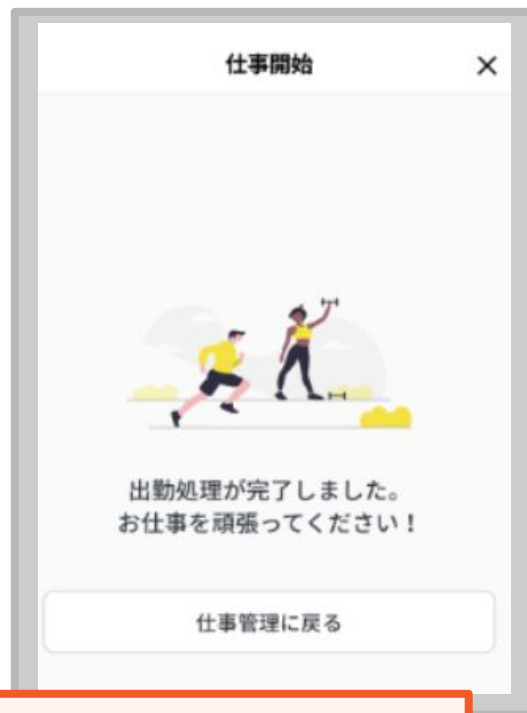 仕事開始
×
出勤処理が完了しました。
お仕事を頑張ってください！
仕事管理に戻る